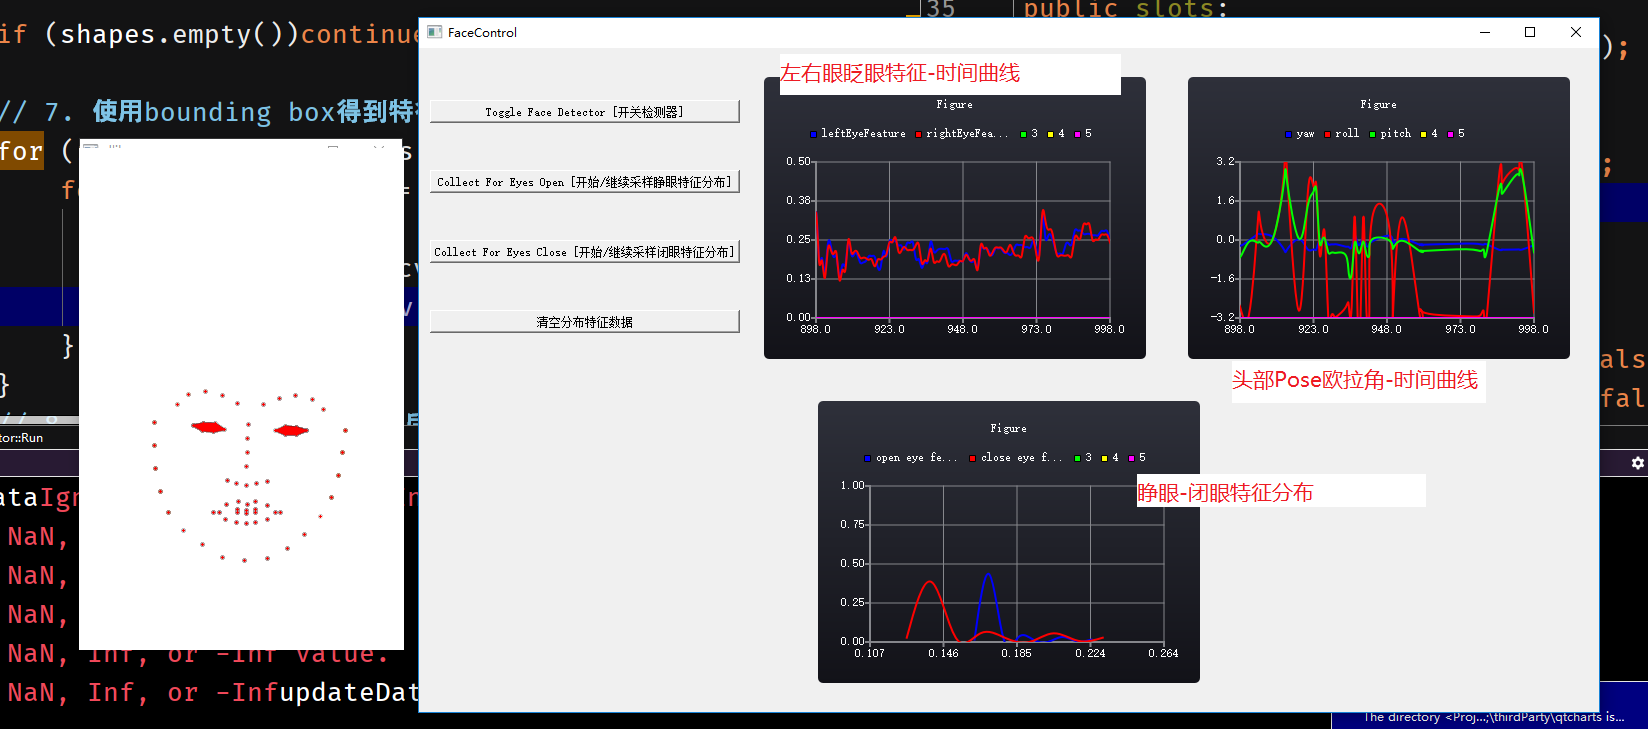 35
public slots:
if (shapes.empty())continue
);
FaceControl
左右眼眨眼特征-时间曲线
// 7. 使用bounding box得到特
for (
s
;
Toggle Face Detector [开关检测器]
Collect For Eyes Open [开始/继续采样睁眼特征分布]
Collect For Eyes Close [开始/继续采样闭眼特征分布]
清空分布特征数据
Figure
leftEyeFeature
rightEyeFea...
3
4
5
0.50
0.38
0.25
0.13
0.00
898.0
923.0
948.0
973.0
998.0
Figure
yaw
roll
pitch
4
5
3.2
1.6
0.0
-1.6
-3.2
898.0
923.0
948.0
973.0
998.0
头部Pose欧拉角-时间曲线
=
}
}
als
fal
tor::Run
Figure
open eye fe...
close eye f...
3
4
5
睁眼-闭眼特征分布
1.00
0.75
0.50
0.25
0.00
0.107
0.146
0.185
0.224
0.264
ataIgn
NaN,
NaN,
NaN,
NaN, Inf, or -Inf value.
NaN, Inf, or -InfupdateDat
The directory <Proj...;\thirdParty\qtcharts is...